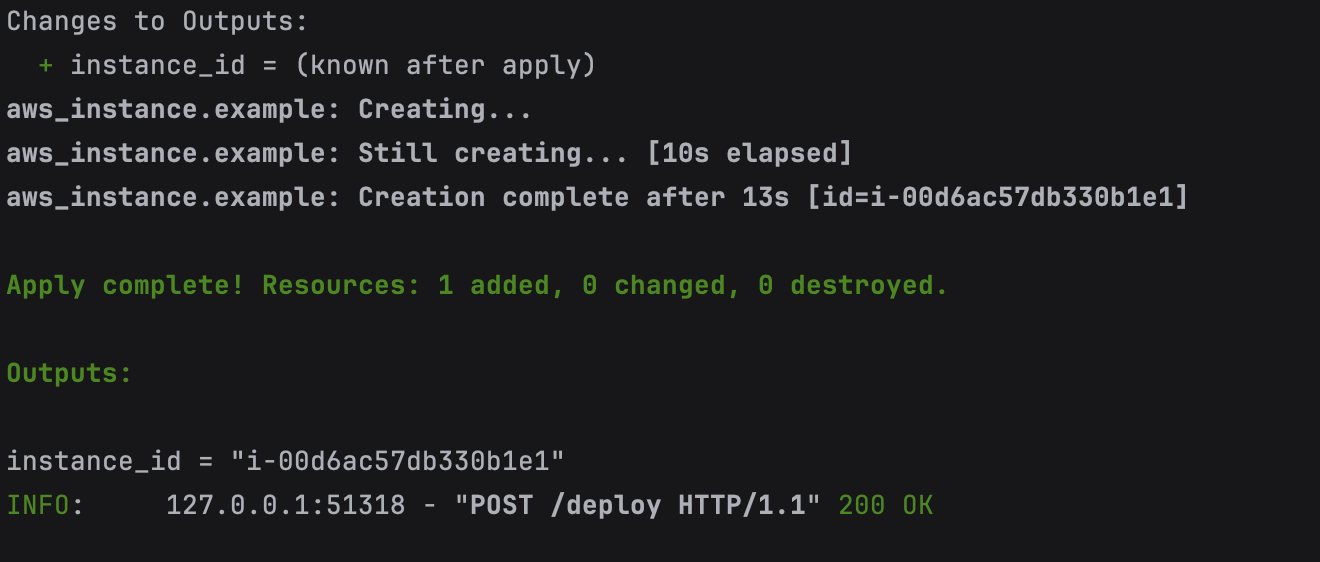 Changes to Outputs:
+ instance_id = (known after apply)
aws_instance.example: Creating...
aws_instance.example: Still creating... [10s elapsed]
aws_instance.example: Creation complete after 13s [id=i-00d6ac57db330b1e1]
Apply complete! Resources: 1 added, 0 changed, 0 destroyed.
Outputs:
instance_id = "i-00d6ac57db330b1e1"
INFO:     127.0.0.1:51318 - "POST /deploy HTTP/1.1" 200 OK